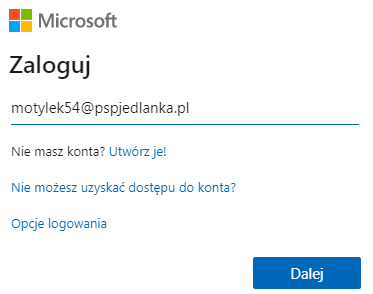 Microsoft
Zaloguj
motylek54@pspjedlanka.pl
Nie masz konta? Utwórz je!
Nie możesz uzyskać dostępu do konta?
Opcje logowania
Dalej